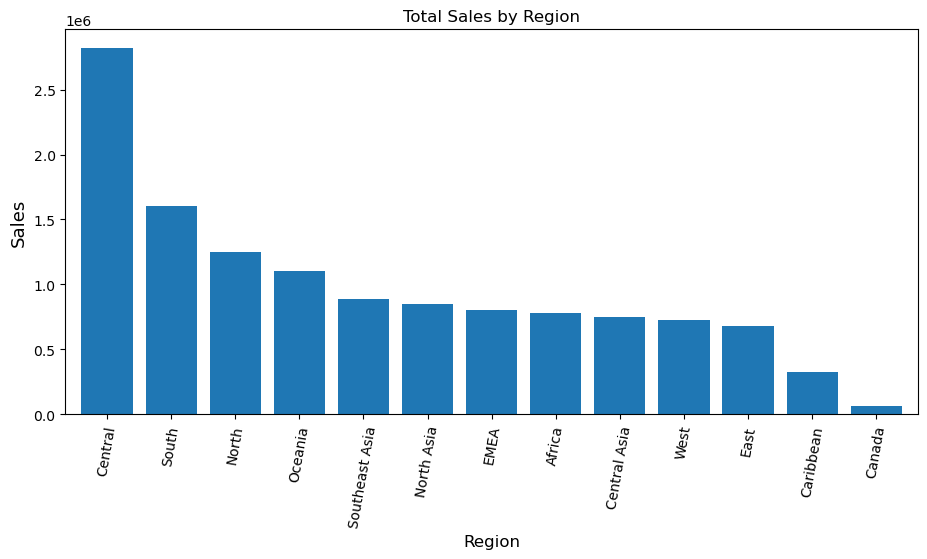 Total Sales by Region
1e6
Sales
2.5
2.0
1.5
1.0
0.5
0.0
Central
South
North
Oceania
Southeast Asia
North Asia
EMEA
Africa
Central Asia
West
East
Caribbean
Canada
Region